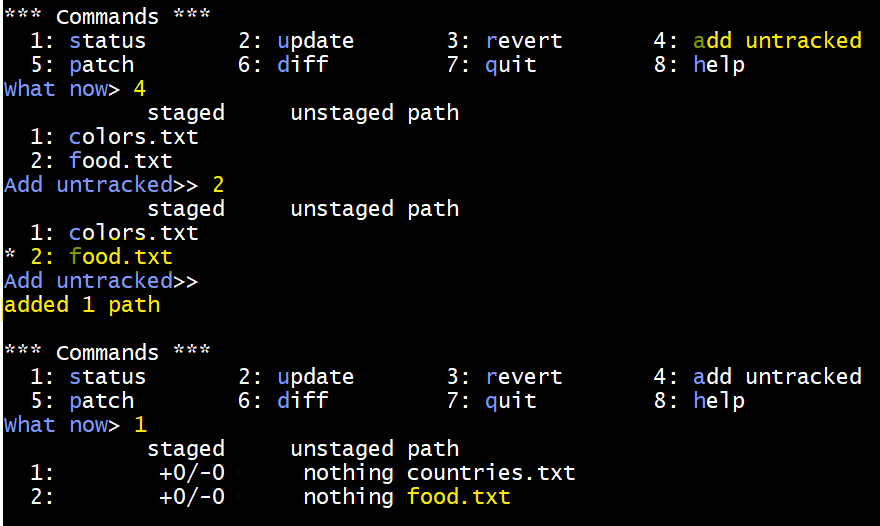 *** Commands ***
  1: status       2: update       3: revert       4: add untracked
  5: patch        6: diff         7: quit         8: help
What now> 4
           staged     unstaged path
  1: colors.txt
  2: food.txt
Add untracked>> 2
           staged     unstaged path
  1: colors.txt
* 2: food.txt
Add untracked>>
added 1 path

*** Commands ***
  1: status       2: update       3: revert       4: add untracked
  5: patch        6: diff         7: quit         8: help
What now> 1
           staged     unstaged path
  1:        +0/-0      nothing countries.txt
  2:        +0/-0      nothing food.txt